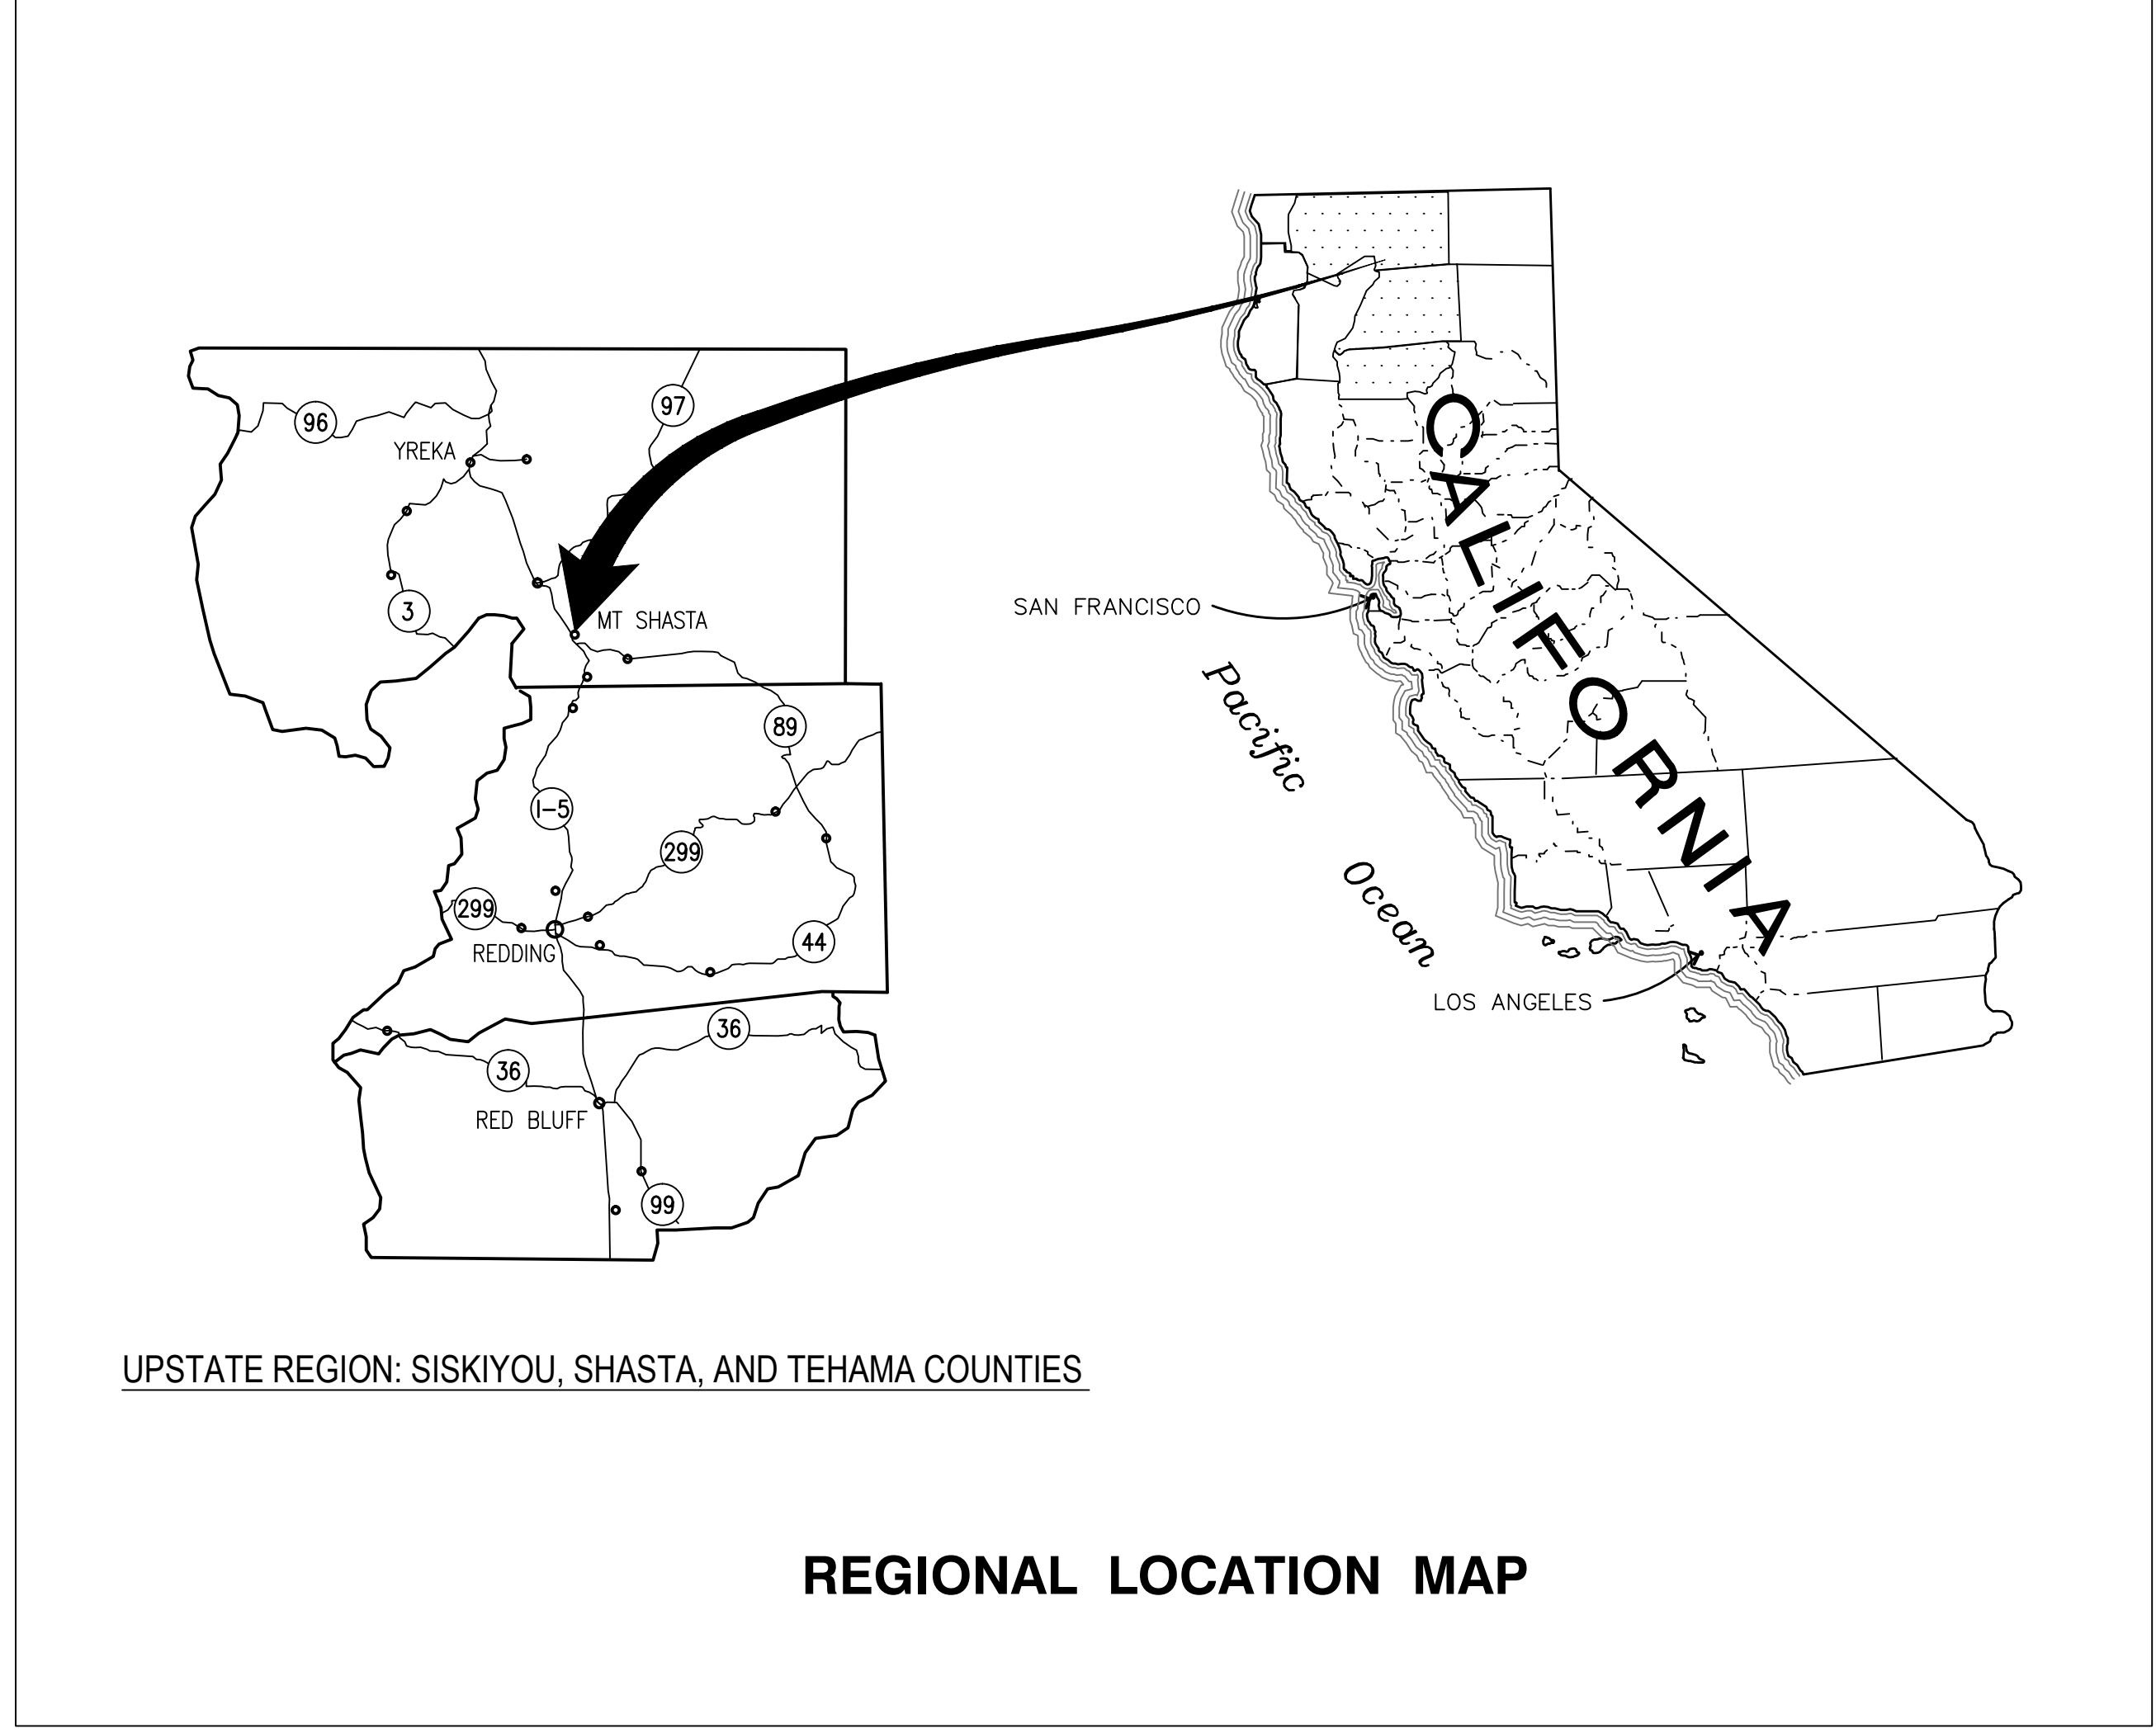 96
97
YREKA
3
MT SHASTA
89
I-5
299
299
REDDING
44
36
36
RED BLUFF
99
CALIFORNIA
SAN FRANCISCO
Pacific
Ocean
LOS ANGELES
UPSTATE REGION: SISKIYOU, SHASTA, AND TEHAMA COUNTIES
REGIONAL LOCATION MAP